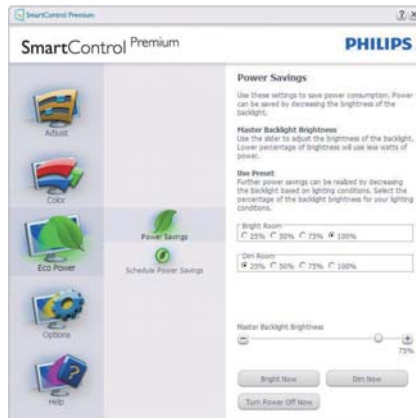 SmartControl Premium
SmartControl Premium
PHILIPS
Adjust
Color
Eco Power
Options
Help
Power Savings
Schedule Power Savings
Power Savings
Use these settings to save power consumption. Power
can be saved by decreasing the brightness of the
backlight.
Master Backlight Brightness
Use the slider to adjust the brightness of the backlight.
Lower percentage of brightness will use less watts of
power.
Use Preset
Further power savings can be realized by decreasing
the backlight based on lighting conditions. Select the
percentage of the backlight brightness for your lighting
conditions.
Bright Room
25% 50% 75% 100%
Dim Room
25% 50% 75% 100%
Master Backlight Brightness
75%
Bright Now
Dim Now
Turn Power Off Now